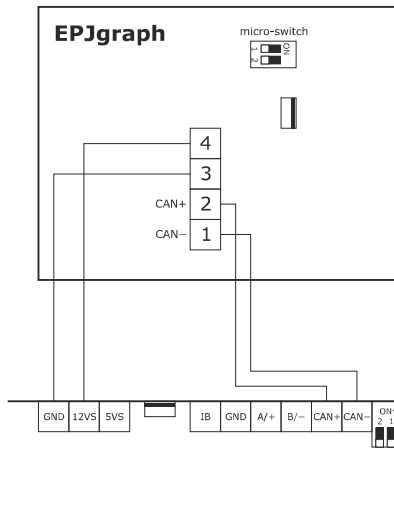 EPJgraph
micro-switch
1
2
ON
4
3
CAN+ 2
CAN− 1
GND 12VS 5VS IB GND A/+ B/− CAN+ CAN−
2 1